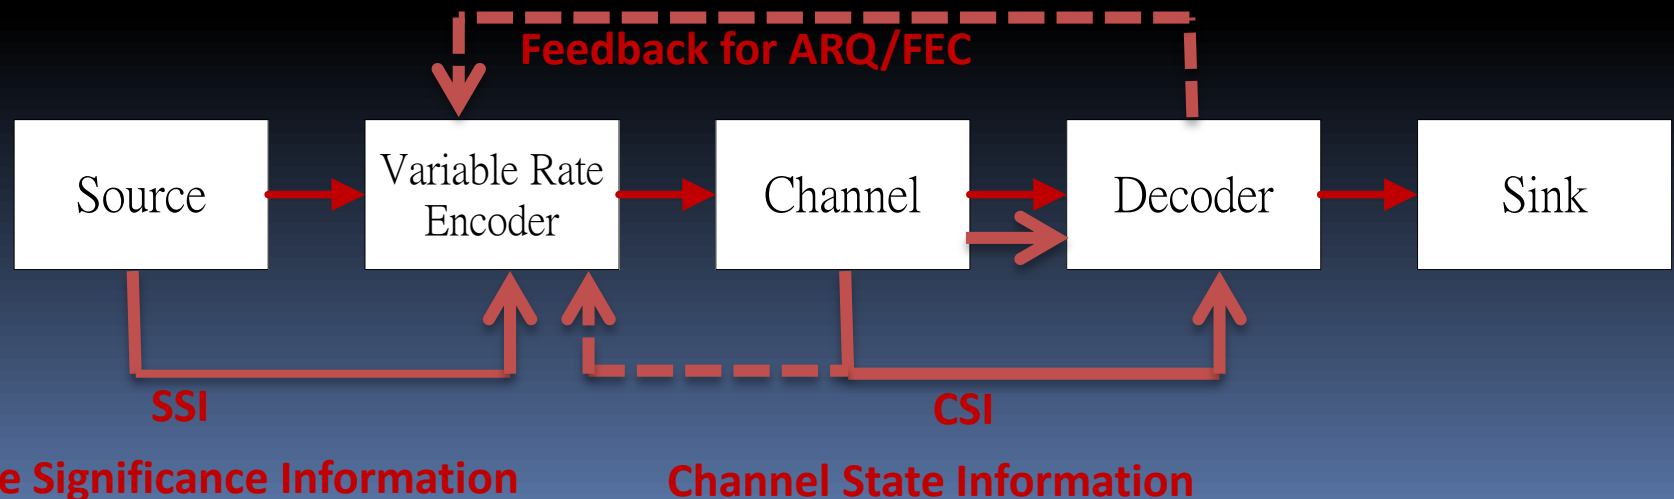 Feedback for ARQ/FEC
Source
Variable Rate
Encoder
Channel
Decoder
Sink
SSI
CSI
e Significance Information
Channel State Information